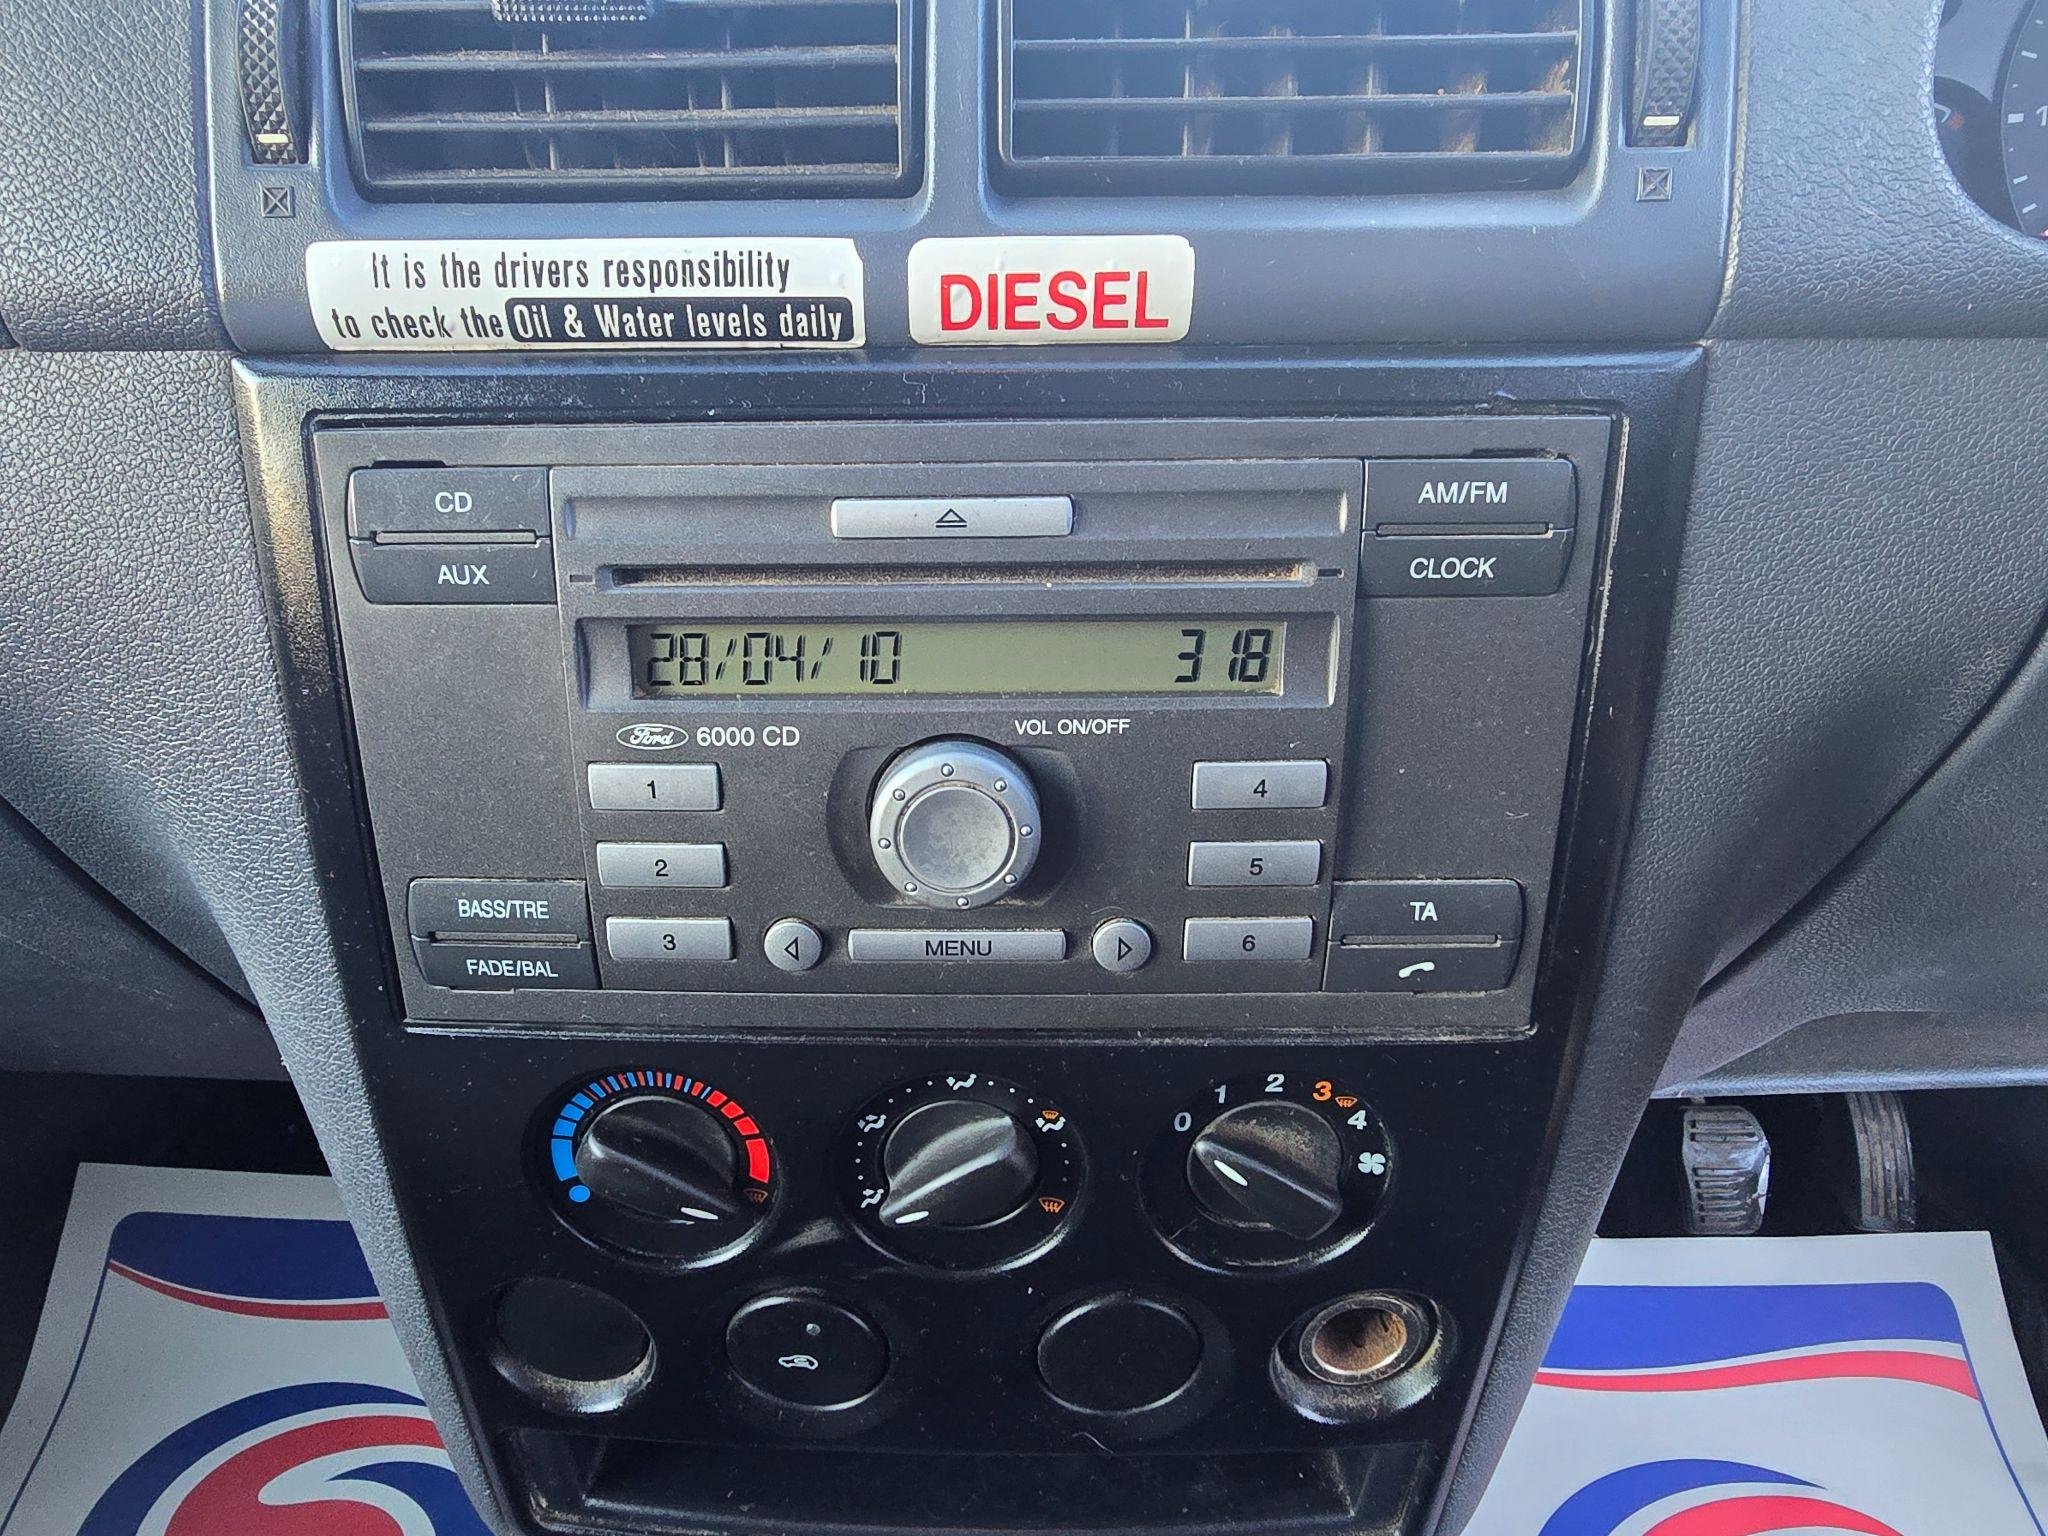 It is the drivers responsibility
to check the Oil & Water levels daily
DIESEL
CD
AUX
AM/FM
CLOCK
28/04/10 318
Ford 6000 CD
VOL ON/OFF
1
2
3
4
5
6
BASS/TRE
FADE/BAL
MENU
TA
0 1 2 3 4